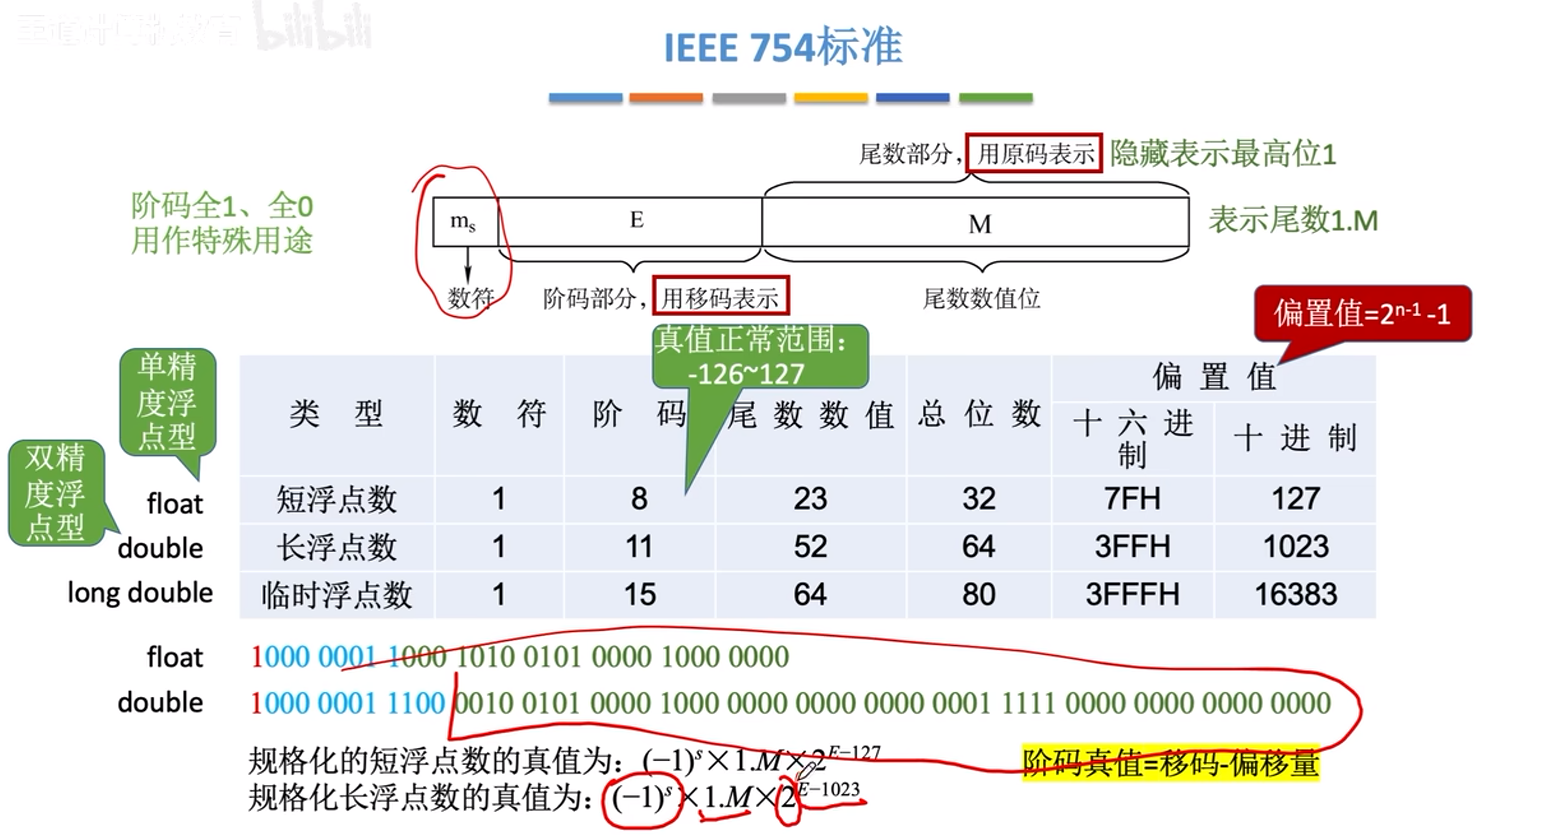 bilibili
IEEE 754标准
尾数部分，用原码表示 隐藏表示最高位1
阶码全1、全0
用作特殊用途
ms E M
表示尾数1.M
数符 阶码部分，用移码表示 尾数数值位
偏置值=2ⁿ⁻¹ -1
真值正常范围：
-126~127
单精
度浮
点型
双精
度浮
点型
类 型 数 符 阶 码 尾 数 数 值 总 位 数 偏 置 值
十 六 进
制
十 进 制
float 短浮点数 1 8 23 32 7FH 127
double 长浮点数 1 11 52 64 3FFH 1023
long double 临时浮点数 1 15 64 80 3FFFH 16383
float 1000 0001 1000 1010 0101 0000 1000 0000
double 1000 0001 1100 0010 0101 0000 1000 0000 0000 0000 0001 1111 0000 0000 0000 0000
规格化的短浮点数的真值为：(−1)ˢ×1.M×2ᴱ⁻¹²⁷
阶码真值=移码-偏移量
规格化长浮点数的真值为：(−1)ˢ×1.M×2ᴱ⁻¹⁰²³